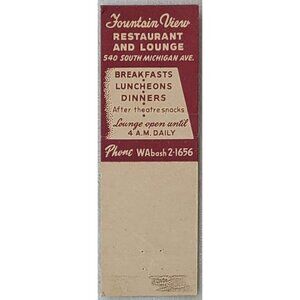 Fountain View
RESTAURANT
AND LOUNGE
540 SOUTH MICHIGAN AVE.
BREAKFASTS
LUNCHEONS
DINNERS
After theatre snacks
Lounge open until
4 A.M. DAILY
Phone WAbash 2-1656